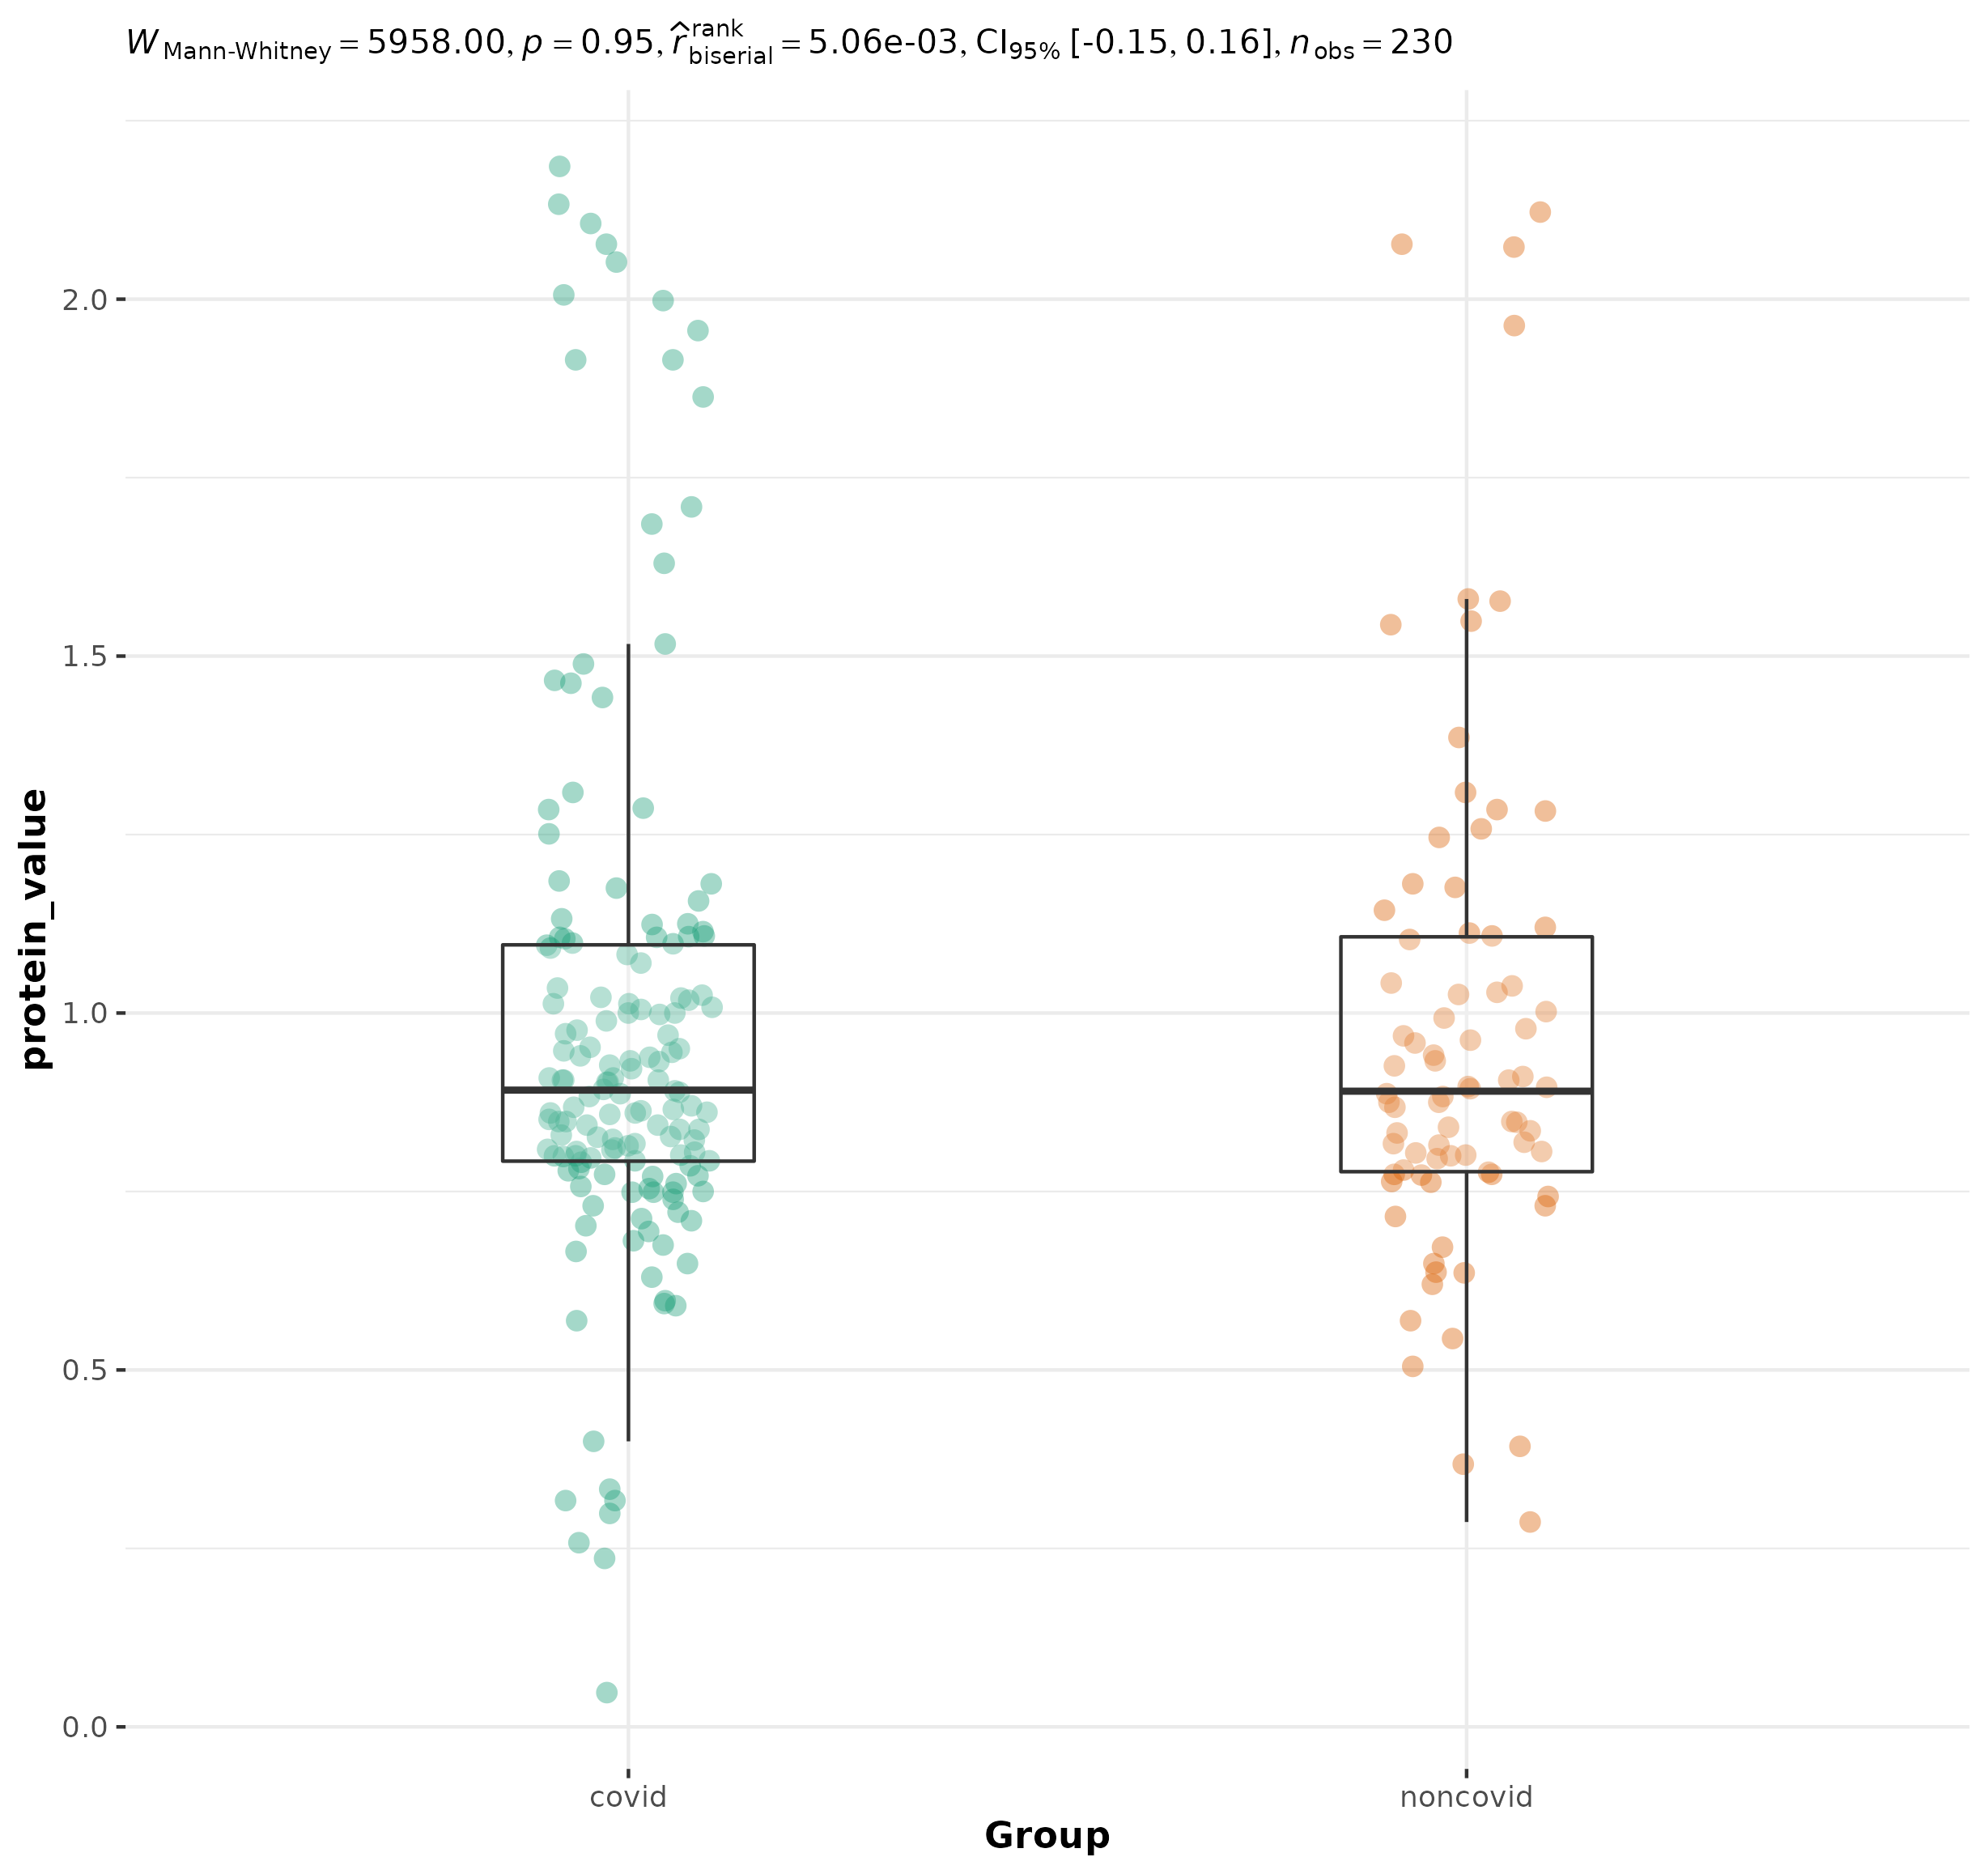 W Mann-Whitney = 5958.00, p = 0.95, r̂ rank biserial = 5.06e-03, CI95% [-0.15, 0.16], n obs = 230
protein_value
2.0
1.5
1.0
0.5
0.0
covid noncovid
Group